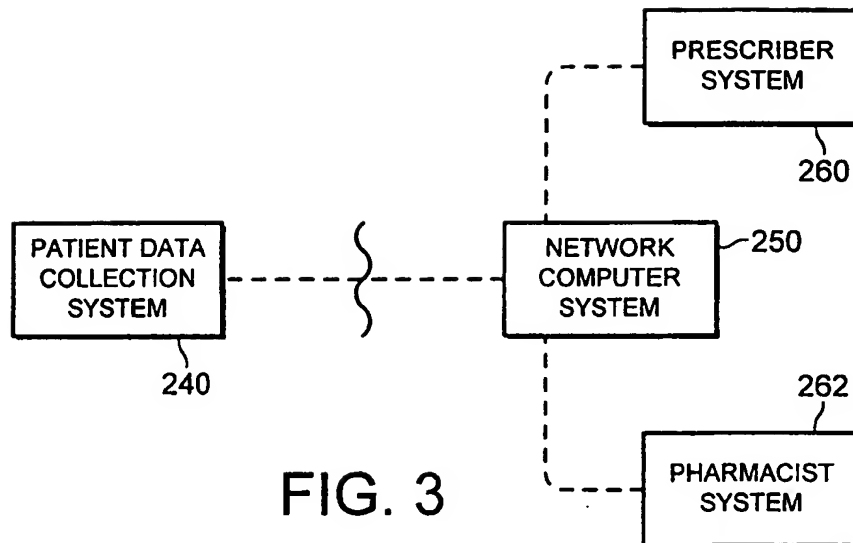 PRESCRIBER
SYSTEM
260
PATIENT DATA
COLLECTION
SYSTEM
240
NETWORK
COMPUTER
SYSTEM
250
262
PHARMACIST
SYSTEM
FIG. 3